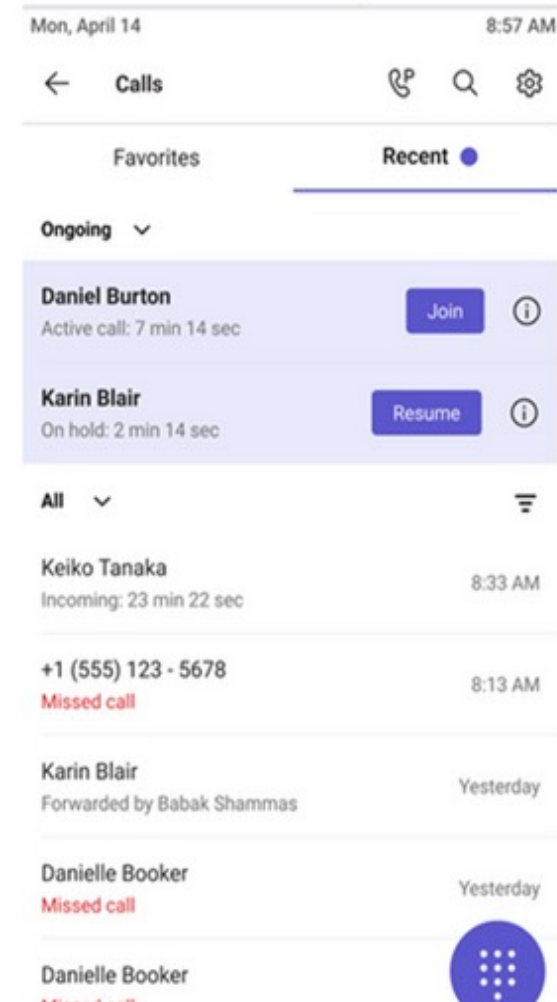 Mon, April 14 8:57 AM
Calls
Favorites Recent
Ongoing
Daniel Burton
Active call: 7 min 14 sec
Join
Karin Blair
On hold: 2 min 14 sec
Resume
All
Keiko Tanaka
Incoming: 23 min 22 sec
8:33 AM
+1 (555) 123 - 5678
Missed call
8:13 AM
Karin Blair
Forwarded by Babak Shammas
Yesterday
Danielle Booker
Missed call
Yesterday
Danielle Booker
Missed call